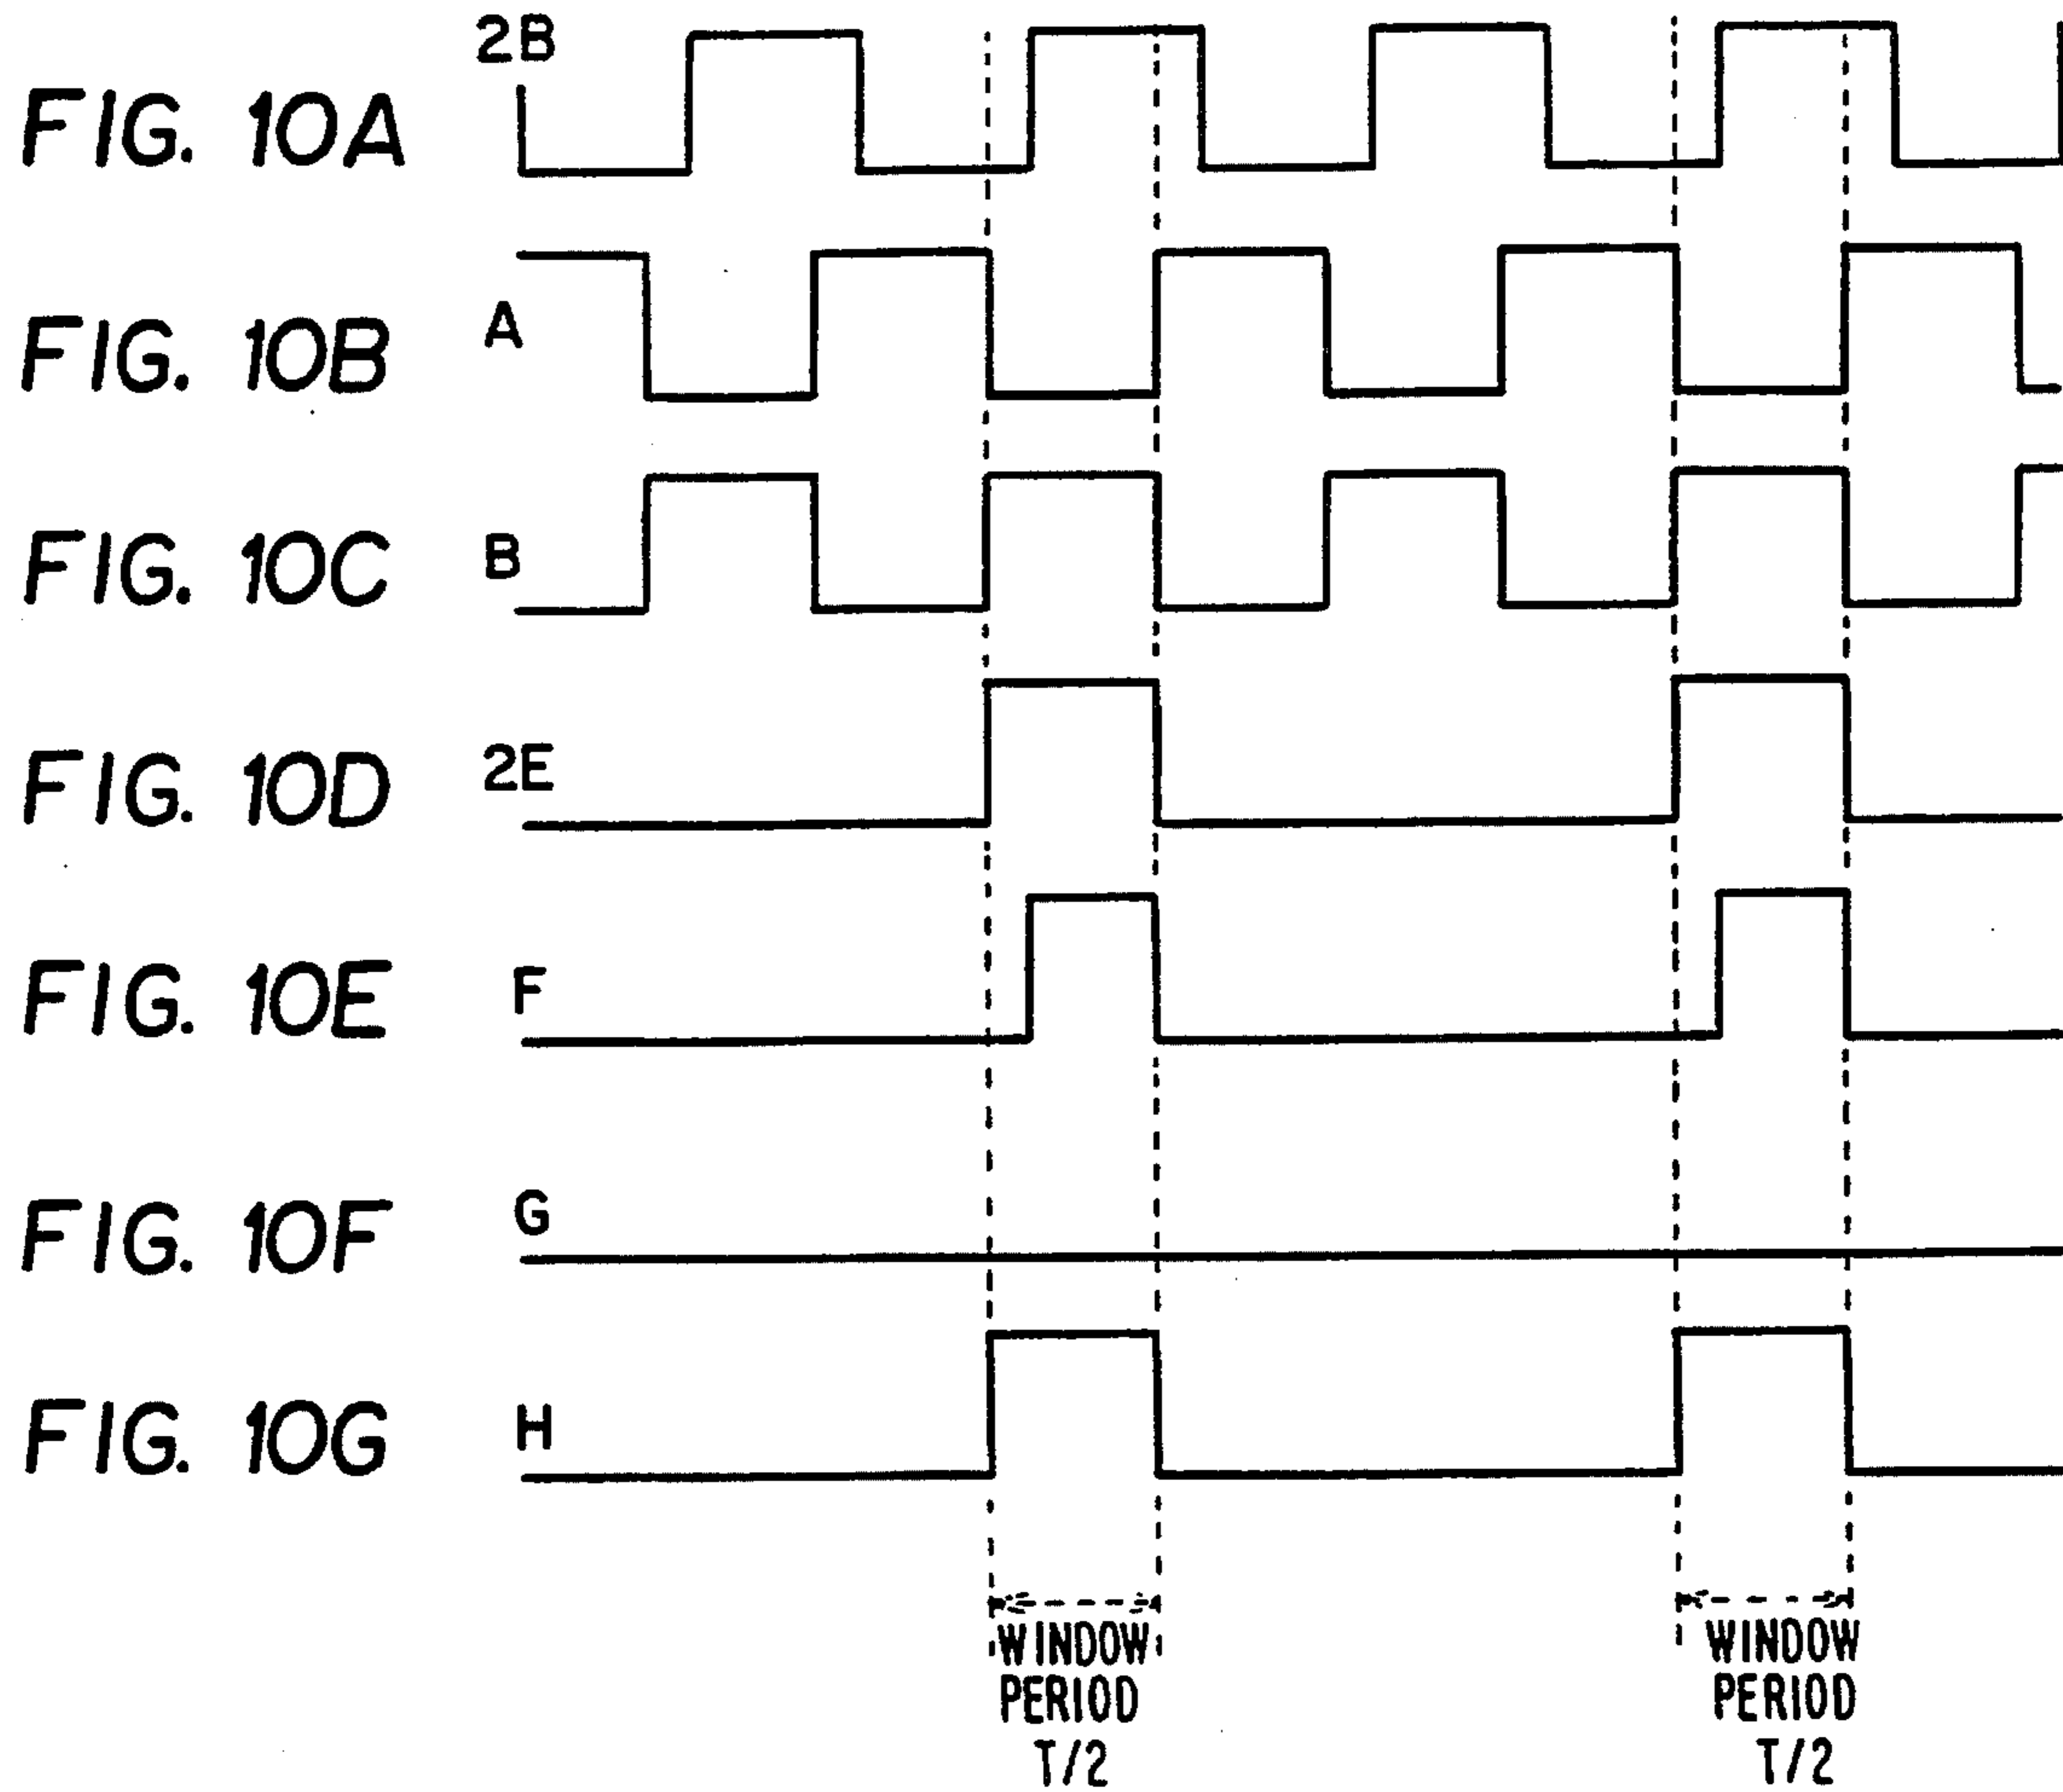 FIG. 10A 2B
FIG. 10B A
FIG. 10C B
FIG. 10D 2E
FIG. 10E F
FIG. 10F G
FIG. 10G H
WINDOW PERIOD T/2
WINDOW PERIOD T/2